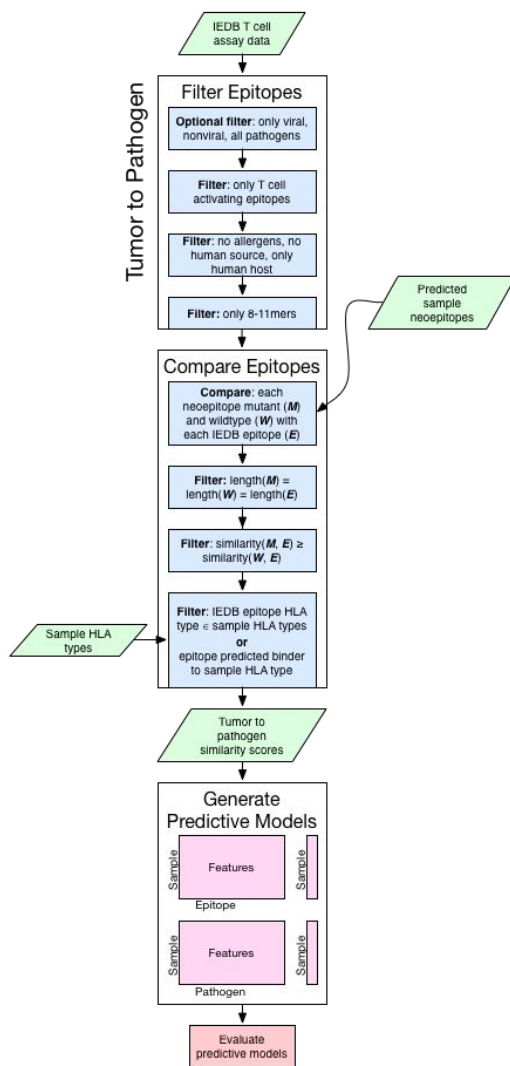 IEDB T cell
assay data
Tumor to Pathogen
Filter Epitopes
Optional filter: only viral,
nonviral, all pathogens
Filter: only T cell
activating epitopes
Filter: no allergens, no
human source, only
human host
Filter: only 8-11mers
Predicted
sample
neoepitopes
Compare Epitopes
Compare: each
neoepitope mutant (M)
and wildtype (W) with
each IEDB epitope (E)
Filter: length(M) =
length(W) = length(E)
Filter: similarity(M, E) ≥
similarity(W, E)
Sample HLA
types
Filter: IEDB epitope HLA
type ∈ sample HLA types
or
epitope predicted binder
to sample HLA type
Tumor to
pathogen
similarity scores
Generate
Predictive Models
Sample
Features
Sample
Epitope
Sample
Features
Sample
Pathogen
Evaluate
predictive models